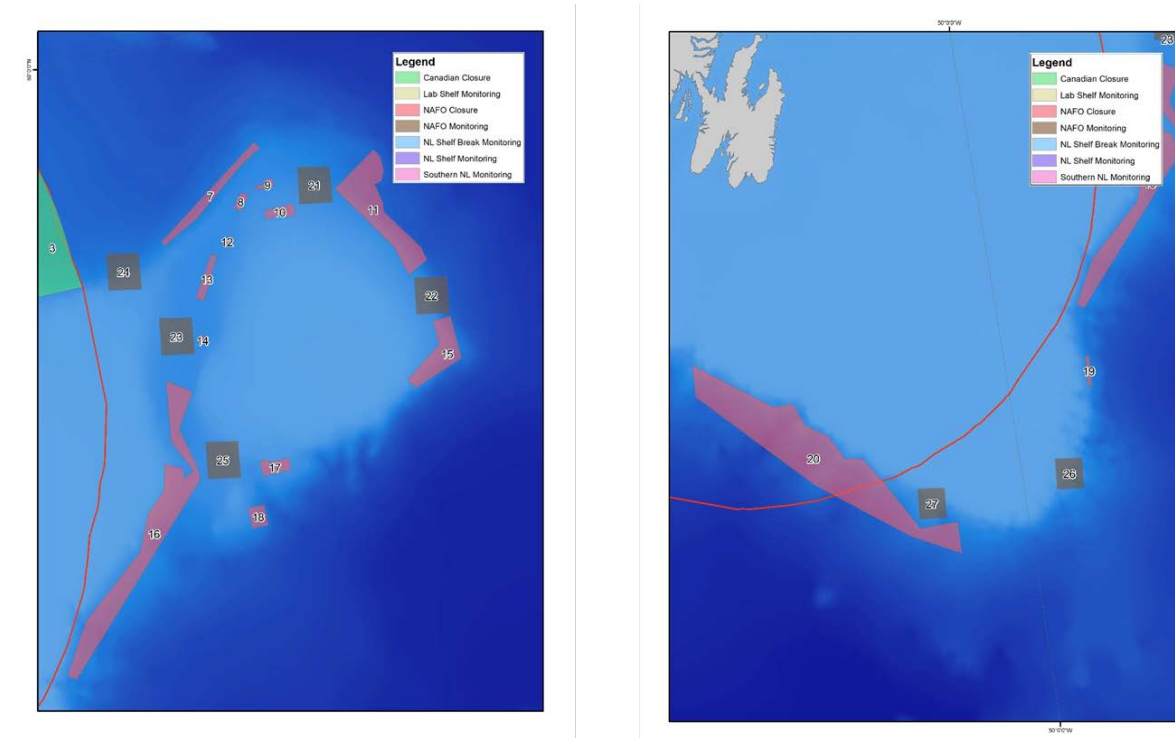 50°0'0"W
23
Legend
Canadian Closure
Lab Shelf Monitoring
NAFO Closure
NAFO Monitoring
NL Shelf Break Monitoring
NL Shelf Monitoring
Southern NL Monitoring
7
9
8
21
10
11
12
3
24
13
22
23
14
15
25
17
18
16
Legend
Canadian Closure
Lab Shelf Monitoring
NAFO Closure
NAFO Monitoring
NL Shelf Break Monitoring
NL Shelf Monitoring
Southern NL Monitoring
19
20
26
27
50°0'0"W